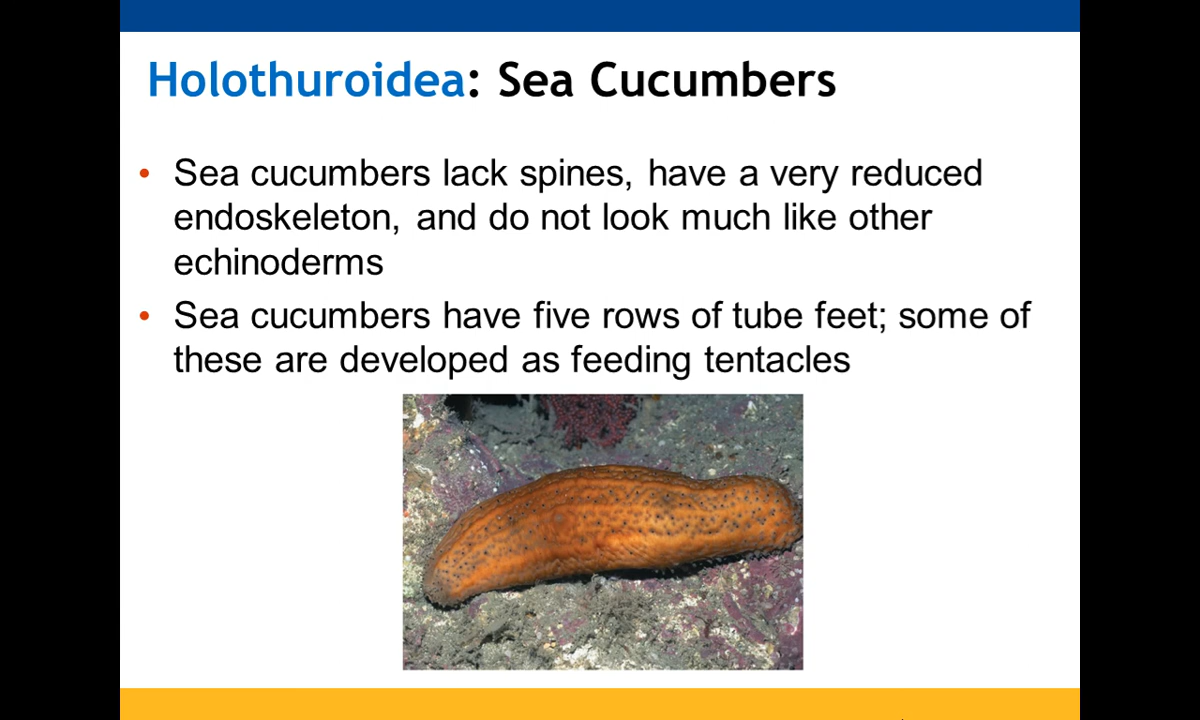 Holothuroidea: Sea Cucumbers
• Sea cucumbers lack spines, have a very reduced
endoskeleton, and do not look much like other
echinoderms
• Sea cucumbers have five rows of tube feet; some of
these are developed as feeding tentacles